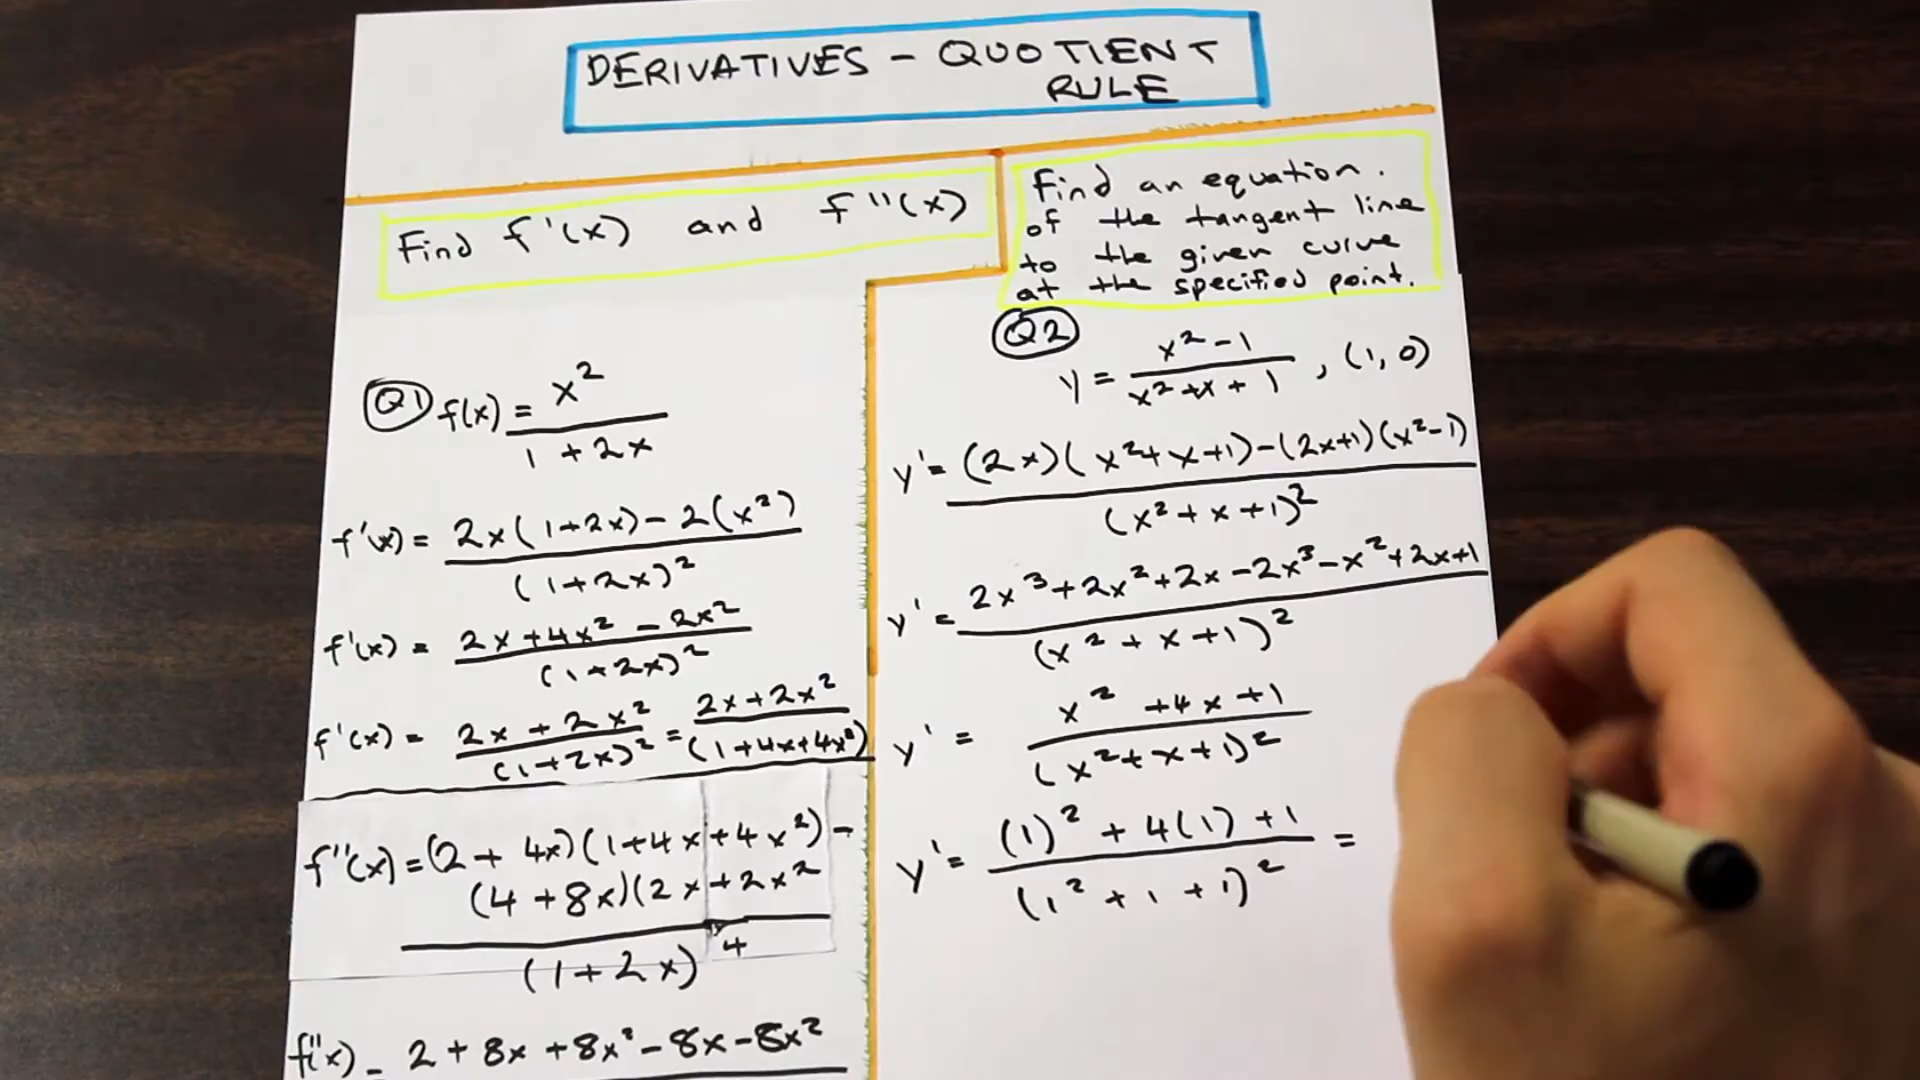 DERIVATIVES - QUOTIENT
RULE
Find f'(x) and f''(x)
Q1 f(x) = x² / 1 + 2x
f'(x) = 2x(1+2x) - 2(x²) / (1+2x)²
f'(x) = 2x+4x² - 2x² / (1+2x)²
f'(x) = 2x + 2x² / (1+2x)² = 2x+2x² / (1+4x+4x²)
f''(x) = (2 + 4x)(1+4x+4x²) -
(4 + 8x)(2x+2x²
(1+2x)⁴
f''(x) = 2 + 8x + 8x² - 8x - 8x²
Find an equation.
of the tangent line
to the given curve
at the specified point.
Q2
y = x² - 1 / x² + x + 1 , (1, 0)
y' = (2x)(x²+x+1)-(2x+1)(x²-1) / (x²+x+1)²
y' = 2x³+2x²+2x-2x³-x²+2x+1 / (x²+x+1)²
y' = x² +4x+1 / (x²+x+1)²
y' = (1)² + 4(1) +1 / (1² + 1 + 1)² =